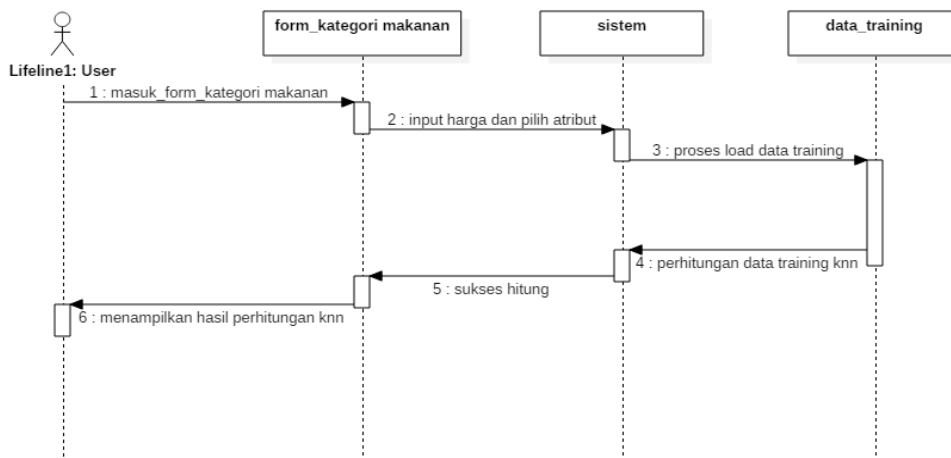 form_kategori makanan
sistem
data_training
Lifeline1: User
1 : masuk_form_kategori makanan
2 : input harga dan pilih atribut
3 : proses load data training
4 : perhitungan data training knn
5 : sukses hitung
6 : menampilkan hasil perhitungan knn